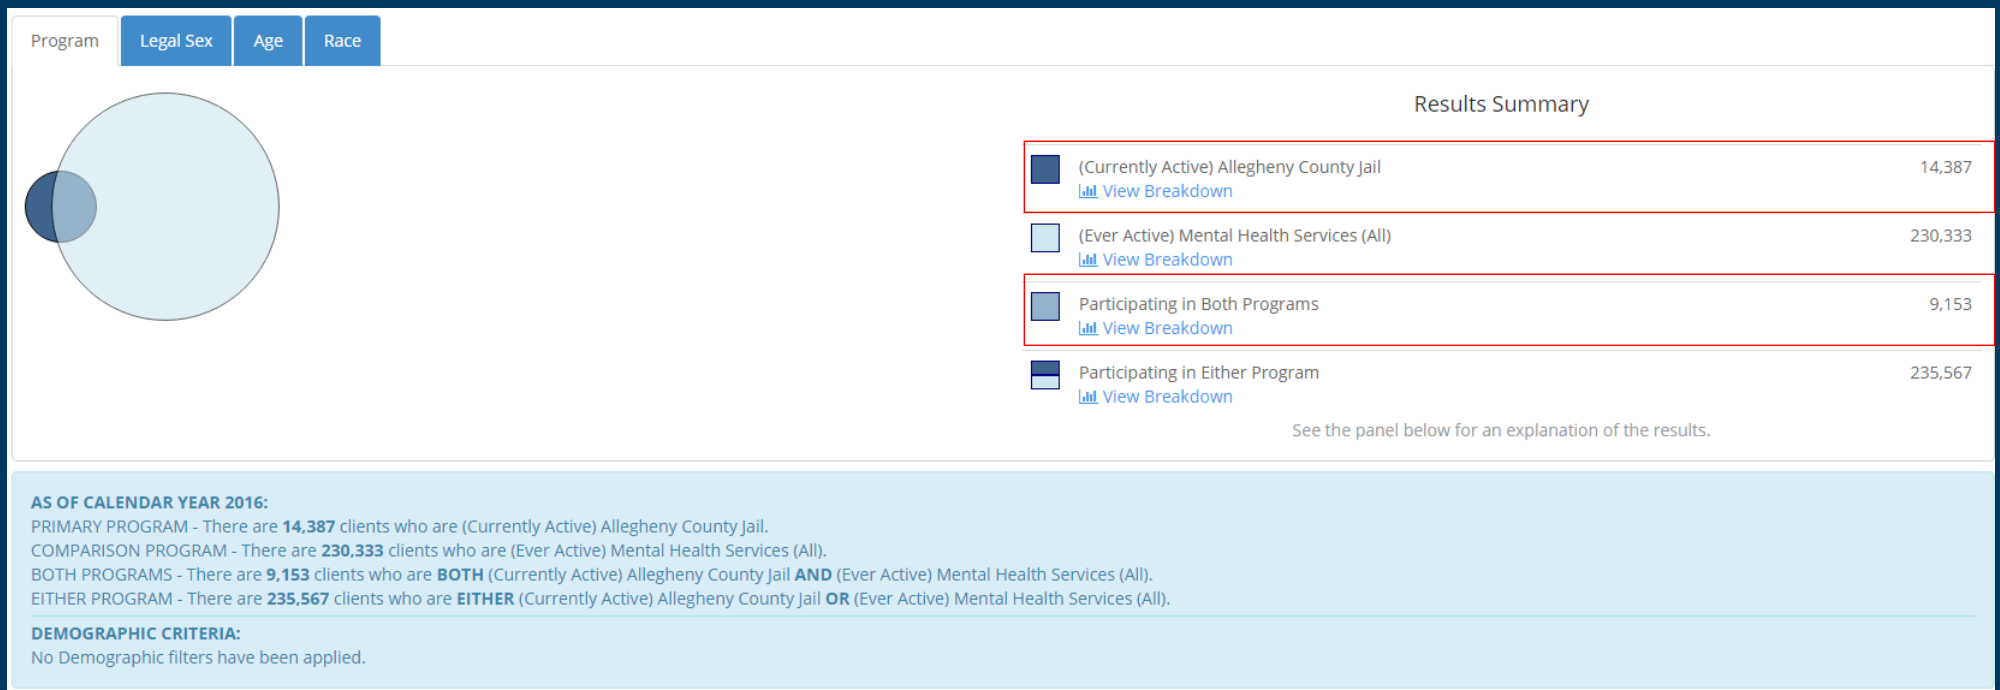 Program
Legal Sex
Age
Race
Results Summary
(Currently Active) Allegheny County Jail 14,387
View Breakdown
(Ever Active) Mental Health Services (All) 230,333
View Breakdown
Participating in Both Programs 9,153
View Breakdown
Participating in Either Program 235,567
View Breakdown
See the panel below for an explanation of the results.
AS OF CALENDAR YEAR 2016:
PRIMARY PROGRAM - There are 14,387 clients who are (Currently Active) Allegheny County Jail.
COMPARISON PROGRAM - There are 230,333 clients who are (Ever Active) Mental Health Services (All).
BOTH PROGRAMS - There are 9,153 clients who are BOTH (Currently Active) Allegheny County Jail AND (Ever Active) Mental Health Services (All).
EITHER PROGRAM - There are 235,567 clients who are EITHER (Currently Active) Allegheny County Jail OR (Ever Active) Mental Health Services (All).
DEMOGRAPHIC CRITERIA:
No Demographic filters have been applied.